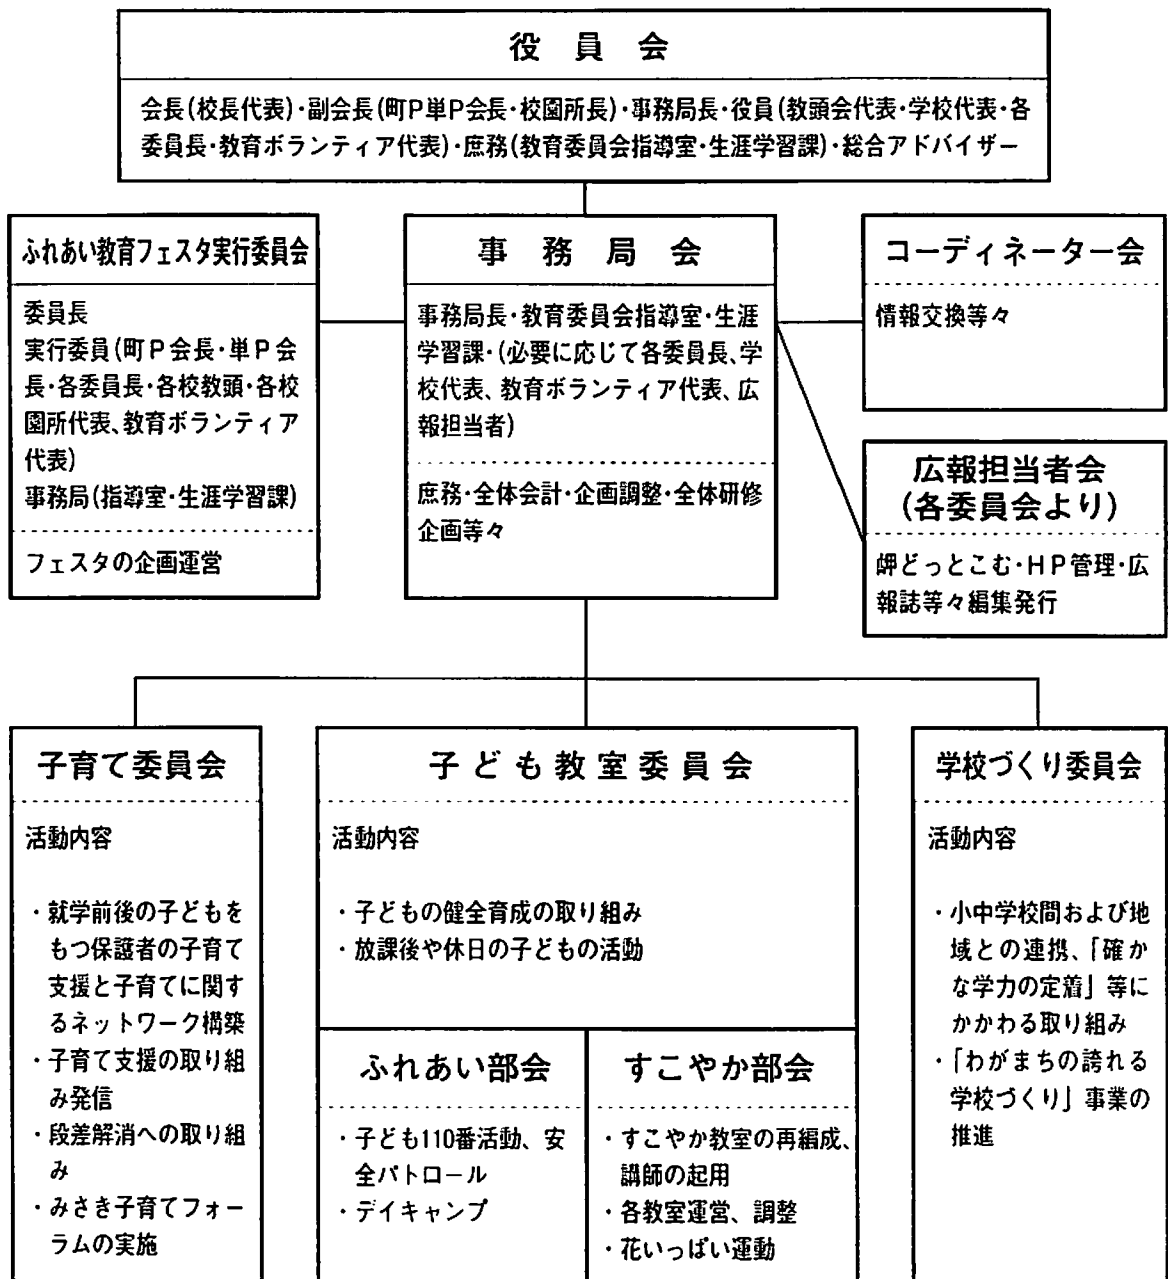 役員会
会長(校長代表)・副会長(町P単P会長・校園所長)・事務局長・役員(教頭会代表・学校代表・各
委員長・教育ボランティア代表)・庶務(教育委員会指導室・生涯学習課)・総合アドバイザー
ふれあい教育フェスタ実行委員会
委員長
実行委員(町P会長・単P会
長・各委員長・各校教頭・各校
園所代表、教育ボランティア
代表)
事務局(指導室・生涯学習課)
フェスタの企画運営
事務局会
事務局長・教育委員会指導室・生涯
学習課・(必要に応じて各委員長、学
校代表、教育ボランティア代表、広
報担当者)
庶務・全体会計・企画調整・全体研修
企画等々
コーディネーター会
情報交換等々
広報担当者会
(各委員会より)
岬どっとこむ・HP管理・広
報誌等々編集発行
子育て委員会
活動内容
・就学前後の子どもを
もつ保護者の子育て
支援と子育てに関す
るネットワーク構築
・子育て支援の取り組
み発信
・段差解消への取り組
み
・みさき子育てフォー
ラムの実施
子ども教室委員会
活動内容
・子どもの健全育成の取り組み
・放課後や休日の子どもの活動
ふれあい部会
・子ども110番活動、安
全パトロール
・デイキャンプ
すこやか部会
・すこやか教室の再編成、
講師の起用
・各教室運営、調整
・花いっぱい運動
学校づくり委員会
活動内容
・小中学校間および地
域との連携、「確か
な学力の定着」等に
かかわる取り組み
・「わがまちの誇れる
学校づくり」事業の
推進